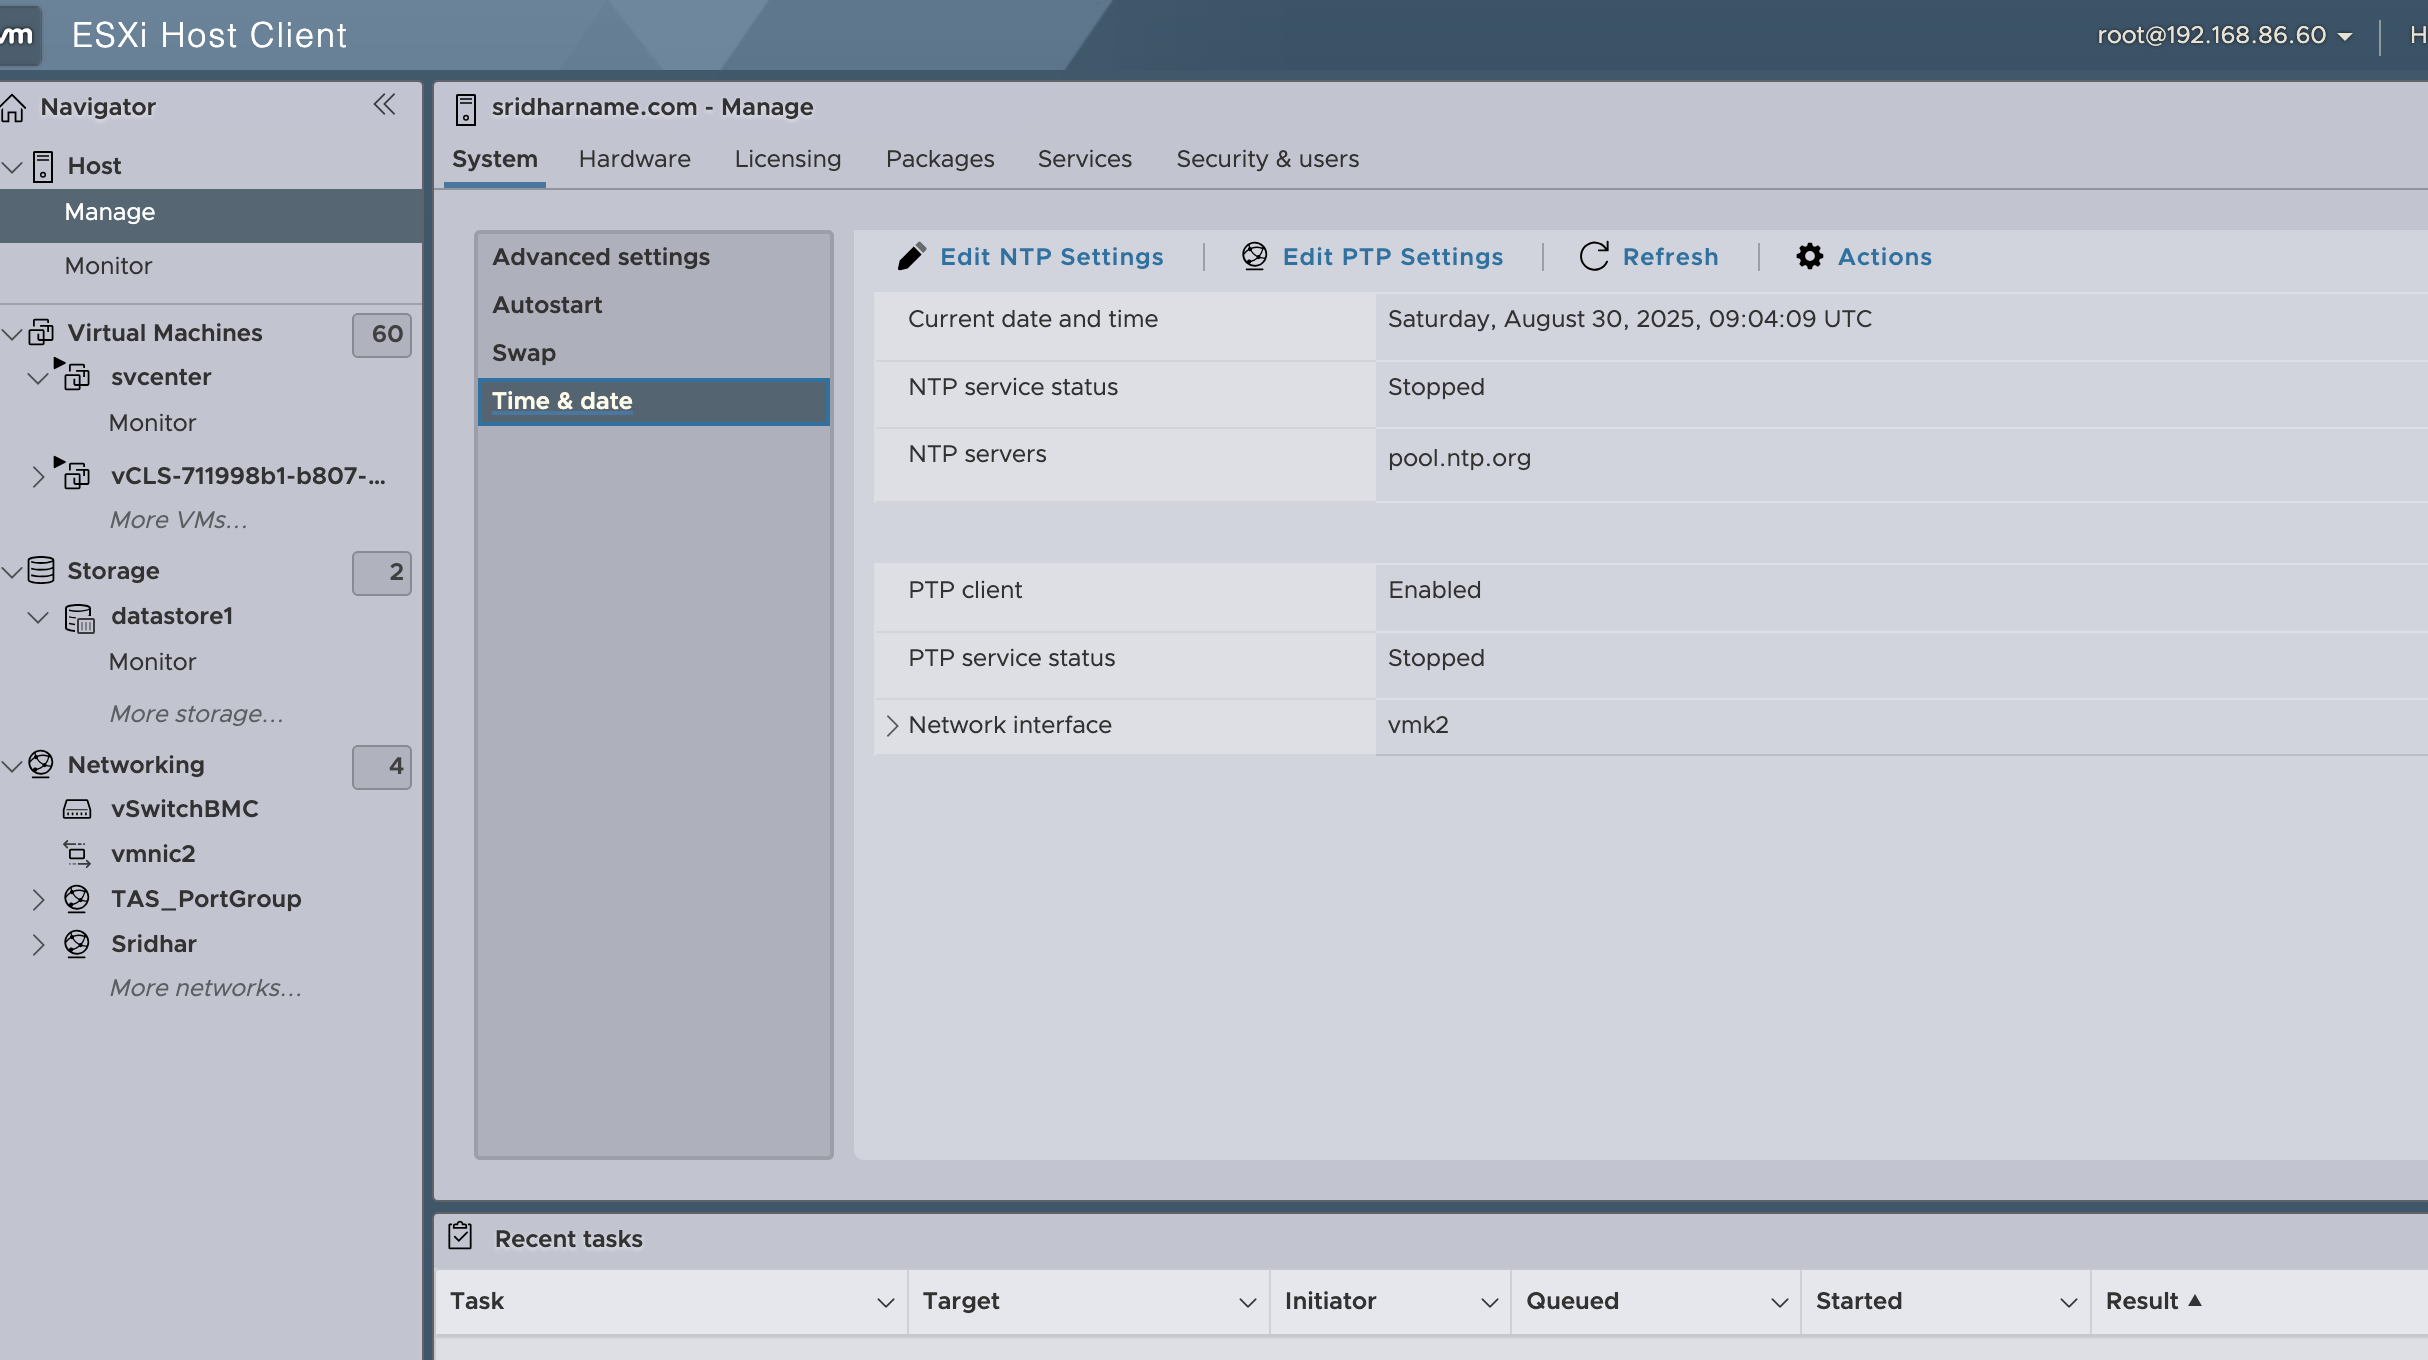 vm ESXi Host Client
root@192.168.86.60
Navigator
Host
Manage
Monitor
Virtual Machines 60
svcenter
Monitor
vCLS-711998b1-b807-...
More VMs...
Storage 2
datastore1
Monitor
More storage...
Networking 4
vSwitchBMC
vmnic2
TAS_PortGroup
Sridhar
More networks...
sridharname.com - Manage
System Hardware Licensing Packages Services Security & users
Advanced settings
Autostart
Swap
Time & date
Edit NTP Settings Edit PTP Settings Refresh Actions
Current date and time Saturday, August 30, 2025, 09:04:09 UTC
NTP service status Stopped
NTP servers pool.ntp.org
PTP client Enabled
PTP service status Stopped
Network interface vmk2
Recent tasks
Task Target Initiator Queued Started Result